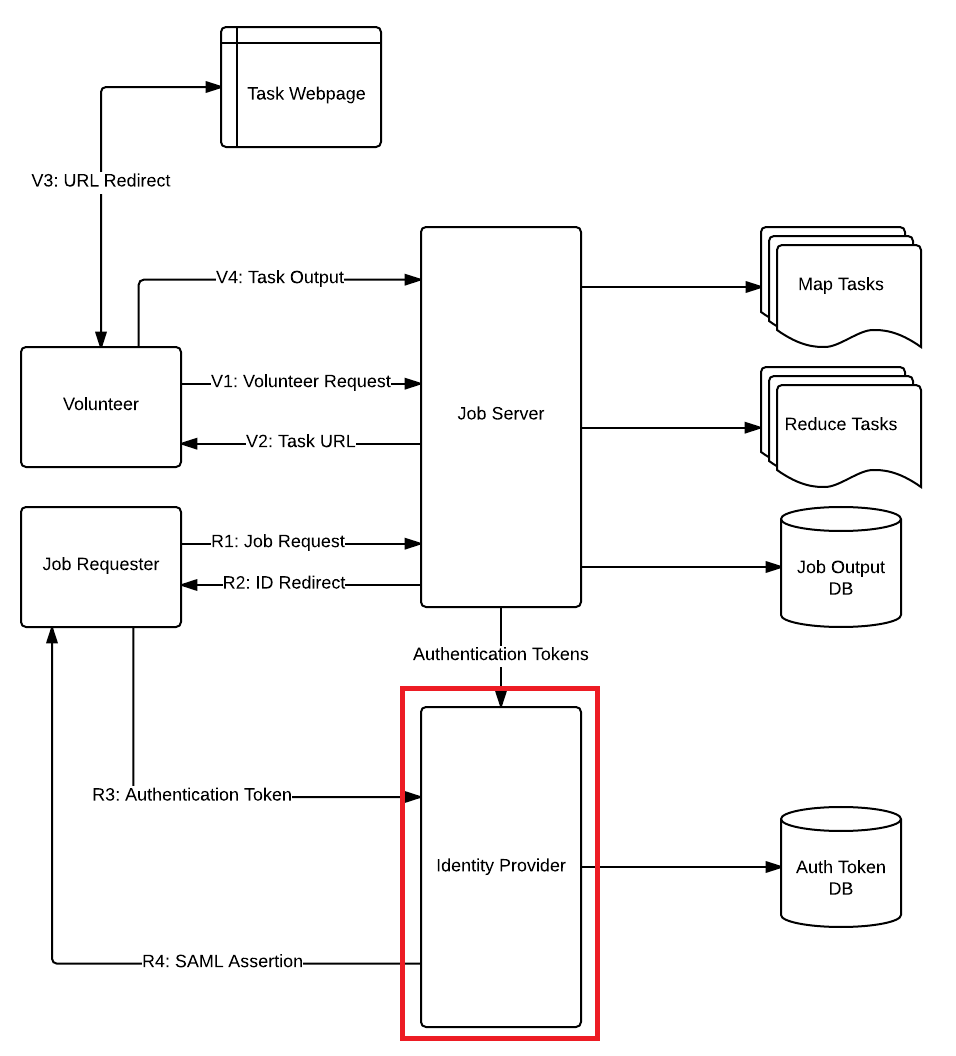 Task Webpage
V3: URL Redirect
V4: Task Output
Map Tasks
Volunteer
V1: Volunteer Request
Job Server
Reduce Tasks
V2: Task URL
Job Requester
R1: Job Request
R2: ID Redirect
Job Output
DB
Authentication Tokens
R3: Authentication Token
Identity Provider
Auth Token
DB
R4: SAML Assertion